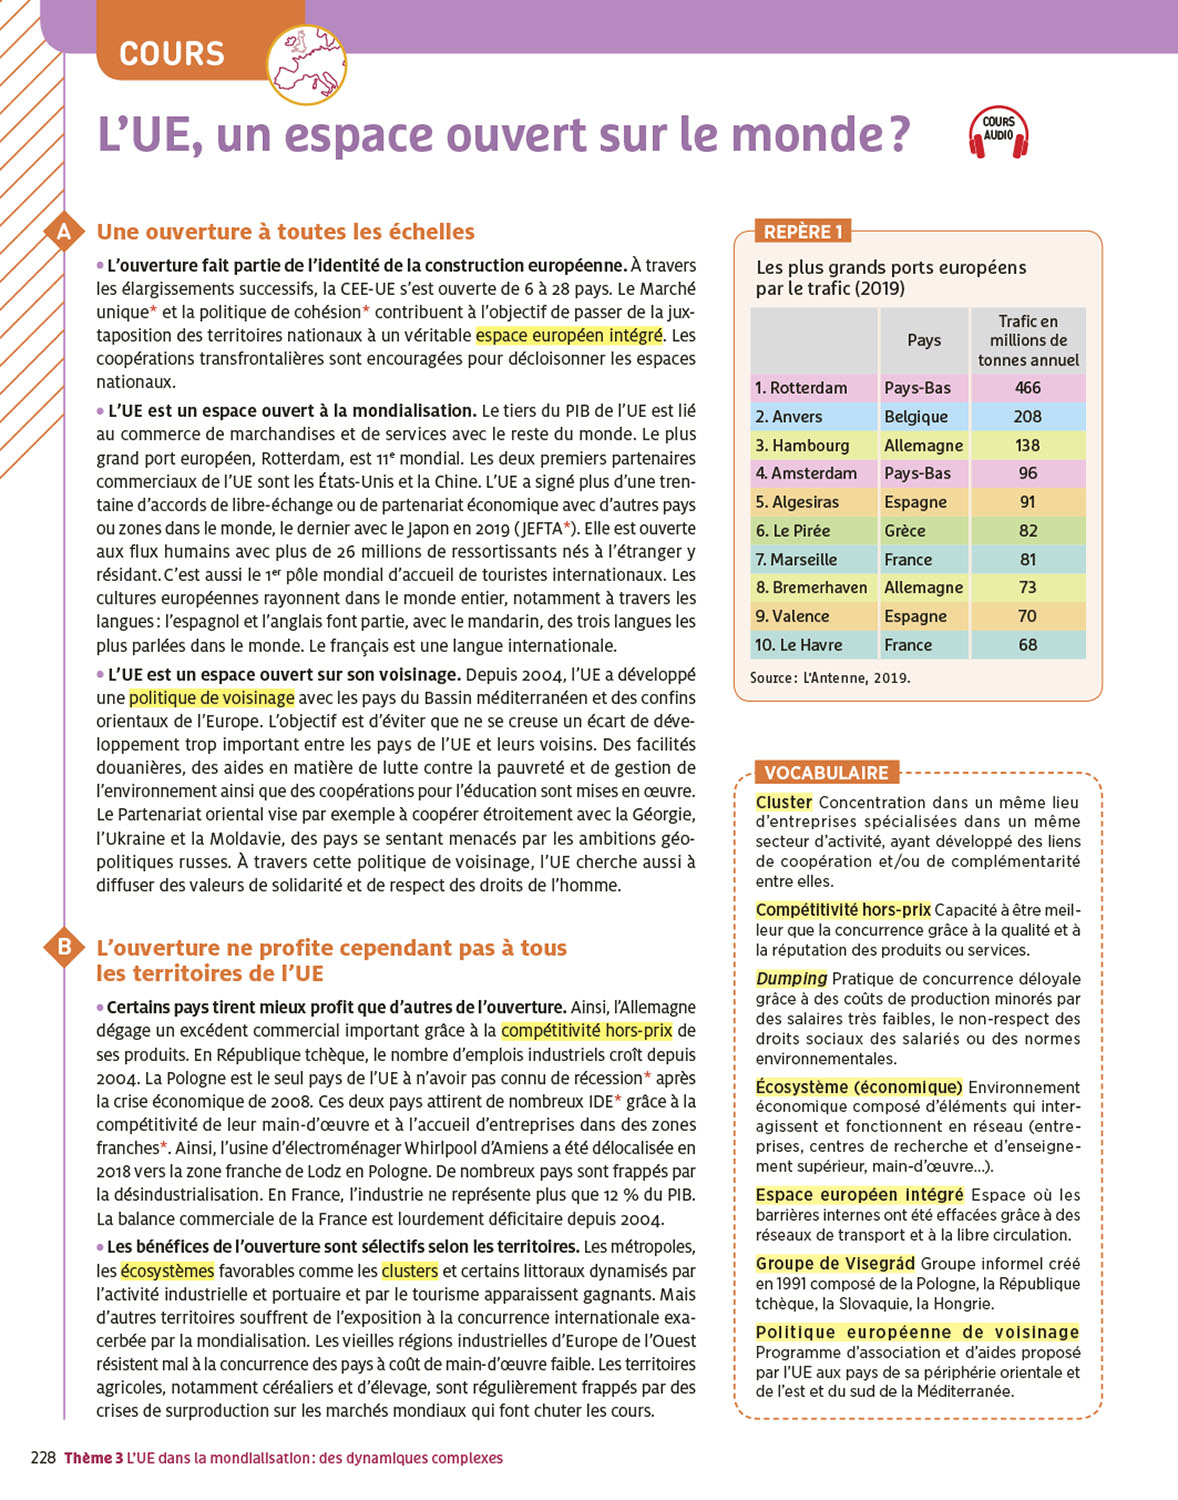 COURS
L’UE, un espace ouvert sur le monde ?
COURS
AUDIO
A
Une ouverture à toutes les échelles
• L’ouverture fait partie de l’identité de la construction européenne. À travers
les élargissements successifs, la CEE-UE s’est ouverte de 6 à 28 pays. Le Marché
unique* et la politique de cohésion* contribuent à l’objectif de passer de la jux-
taposition des territoires nationaux à un véritable espace européen intégré. Les
coopérations transfrontalières sont encouragées pour décloisonner les espaces
nationaux.
• L’UE est un espace ouvert à la mondialisation. Le tiers du PIB de l’UE est lié
au commerce de marchandises et de services avec le reste du monde. Le plus
grand port européen, Rotterdam, est 11e mondial. Les deux premiers partenaires
commerciaux de l’UE sont les États-Unis et la Chine. L’UE a signé plus d’une tren-
taine d’accords de libre-échange ou de partenariat économique avec d’autres pays
ou zones dans le monde, le dernier avec le Japon en 2019 (JEFTA*). Elle est ouverte
aux flux humains avec plus de 26 millions de ressortissants nés à l’étranger y
résidant. C’est aussi le 1er pôle mondial d’accueil de touristes internationaux. Les
cultures européennes rayonnent dans le monde entier, notamment à travers les
langues : l’espagnol et l’anglais font partie, avec le mandarin, des trois langues les
plus parlées dans le monde. Le français est une langue internationale.
• L’UE est un espace ouvert sur son voisinage. Depuis 2004, l’UE a développé
une politique de voisinage avec les pays du Bassin méditerranéen et des confins
orientaux de l’Europe. L’objectif est d’éviter que ne se creuse un écart de déve-
loppement trop important entre les pays de l’UE et leurs voisins. Des facilités
douanières, des aides en matière de lutte contre la pauvreté et de gestion de
l’environnement ainsi que des coopérations pour l’éducation sont mises en œuvre.
Le Partenariat oriental vise par exemple à coopérer étroitement avec la Géorgie,
l’Ukraine et la Moldavie, des pays se sentant menacés par les ambitions géo-
politiques russes. À travers cette politique de voisinage, l’UE cherche aussi à
diffuser des valeurs de solidarité et de respect des droits de l’homme.
B
L’ouverture ne profite cependant pas à tous
les territoires de l’UE
• Certains pays tirent mieux profit que d’autres de l’ouverture. Ainsi, l’Allemagne
dégage un excédent commercial important grâce à la compétitivité hors-prix de
ses produits. En République tchèque, le nombre d’emplois industriels croît depuis
2004. La Pologne est le seul pays de l’UE à n’avoir pas connu de récession* après
la crise économique de 2008. Ces deux pays attirent de nombreux IDE* grâce à la
compétitivité de leur main-d’œuvre et à l’accueil d’entreprises dans des zones
franches*. Ainsi, l’usine d’électroménager Whirlpool d’Amiens a été délocalisée en
2018 vers la zone franche de Lodz en Pologne. De nombreux pays sont frappés par
la désindustrialisation. En France, l’industrie ne représente plus que 12 % du PIB.
La balance commerciale de la France est lourdement déficitaire depuis 2004.
• Les bénéfices de l’ouverture sont sélectifs selon les territoires. Les métropoles,
les écosystèmes favorables comme les clusters et certains littoraux dynamisés par
l’activité industrielle et portuaire et par le tourisme apparaissent gagnants. Mais
d’autres territoires souffrent de l’exposition à la concurrence internationale exa-
cerbée par la mondialisation. Les vieilles régions industrielles d’Europe de l’Ouest
résistent mal à la concurrence des pays à coût de main-d’œuvre faible. Les territoires
agricoles, notamment céréaliers et d’élevage, sont régulièrement frappés par des
crises de surproduction sur les marchés mondiaux qui font chuter les cours.
REPÈRE 1
Les plus grands ports européens
par le trafic (2019)
Pays
Trafic en
millions de
tonnes annuel
1. Rotterdam Pays-Bas 466
2. Anvers Belgique 208
3. Hambourg Allemagne 138
4. Amsterdam Pays-Bas 96
5. Algesiras Espagne 91
6. Le Pirée Grèce 82
7. Marseille France 81
8. Bremerhaven Allemagne 73
9. Valence Espagne 70
10. Le Havre France 68
Source : L’Antenne, 2019.
VOCABULAIRE
Cluster Concentration dans un même lieu
d’entreprises spécialisées dans un même
secteur d’activité, ayant développé des liens
de coopération et/ou de complémentarité
entre elles.
Compétitivité hors-prix Capacité à être meil-
leur que la concurrence grâce à la qualité et à
la réputation des produits ou services.
Dumping Pratique de concurrence déloyale
grâce à des coûts de production minorés par
des salaires très faibles, le non-respect des
droits sociaux des salariés ou des normes
environnementales.
Écosystème (économique) Environnement
économique composé d’éléments qui inter-
agissent et fonctionnent en réseau (entre-
prises, centres de recherche et d’enseigne-
ment supérieur, main-d’œuvre…).
Espace européen intégré Espace où les
barrières internes ont été effacées grâce à des
réseaux de transport et à la libre circulation.
Groupe de Visegrád Groupe informel créé
en 1991 composé de la Pologne, la République
tchèque, la Slovaquie, la Hongrie.
Politique européenne de voisinage
Programme d’association et d’aides proposé
par l’UE aux pays de sa périphérie orientale et
de l’est et du sud de la Méditerranée.
228 Thème 3 L’UE dans la mondialisation : des dynamiques complexes